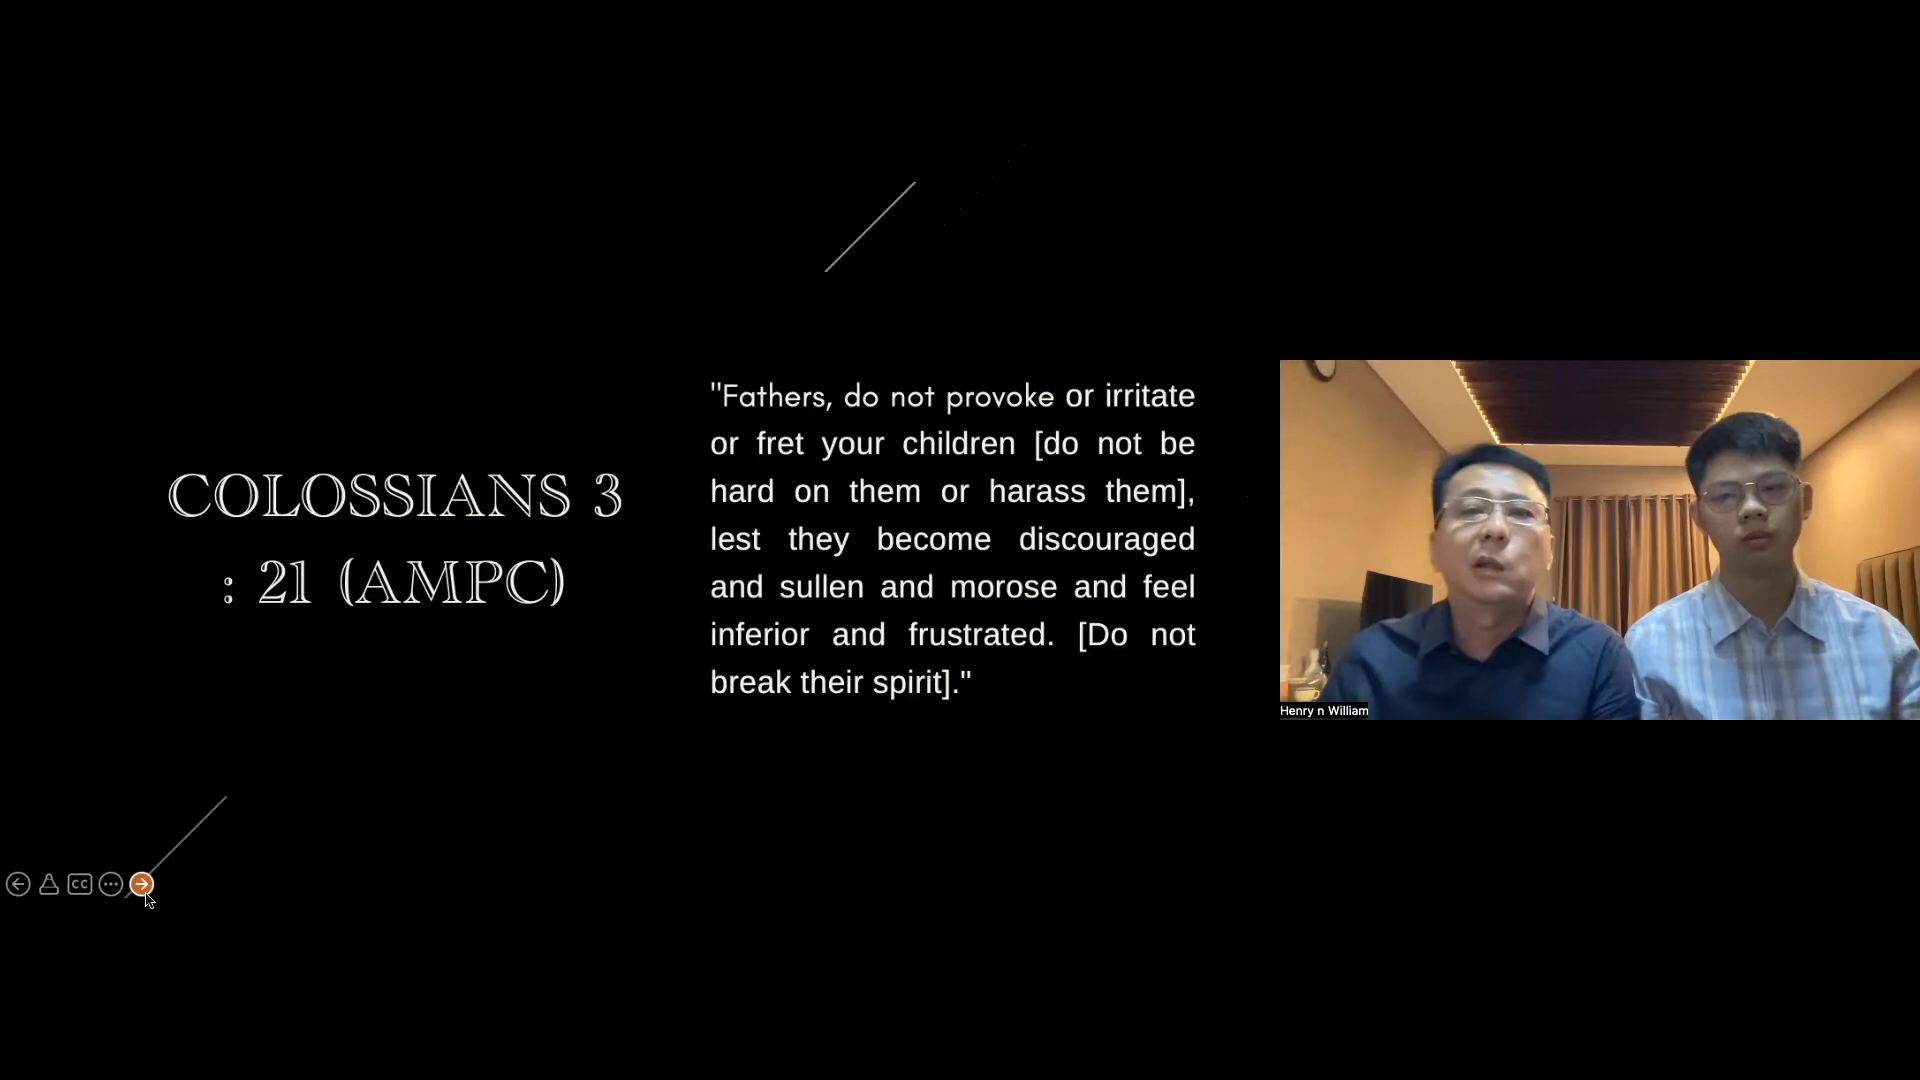 COLOSSIANS 3
: 21 (AMPC)
"Fathers, do not provoke or irritate
or fret your children [do not be
hard on them or harass them],
lest they become discouraged
and sullen and morose and feel
inferior and frustrated. [Do not
break their spirit]."
Henry n William
CC